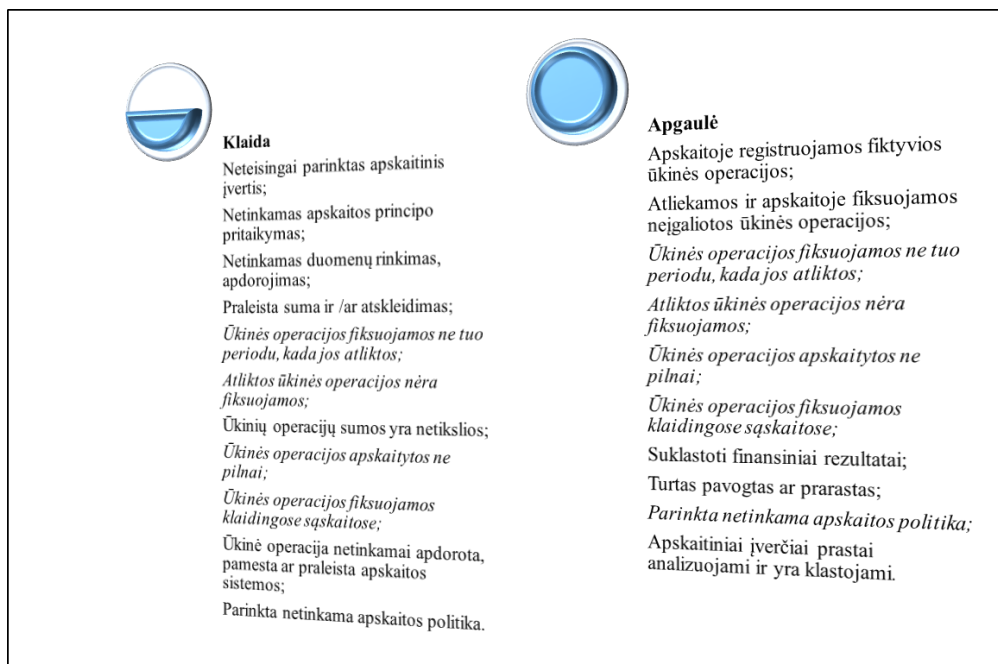 Klaida
Neteisingai parinktas apskaitinis
įvertis;
Netinkamas apskaitos principo
pritaikymas;
Netinkamas duomenų rinkimas,
apdorojimas;
Praleista suma ir /ar atskleidimas;
Ūkinės operacijos fiksuojamos ne tuo
periodu, kada jos atliktos;
Atliktos ūkinės operacijos nėra
fiksuojamos;
Ūkinių operacijų sumos yra netikslios;
Ūkinės operacijos apskaitytos ne
pilnai;
Ūkinės operacijos fiksuojamos
klaidingose sąskaitose;
Ūkinė operacija netinkamai apdorota,
pamesta ar praleista apskaitos
sistemos;
Parinkta netinkama apskaitos politika.
Apgaulė
Apskaitoje registruojamos fiktyvios
ūkinės operacijos;
Atliekamos ir apskaitoje fiksuojamos
neįgaliotos ūkinės operacijos;
Ūkinės operacijos fiksuojamos ne tuo
periodu, kada jos atliktos;
Atliktos ūkinės operacijos nėra
fiksuojamos;
Ūkinės operacijos apskaitytos ne
pilnai;
Ūkinės operacijos fiksuojamos
klaidingose sąskaitose;
Suklastoti finansiniai rezultatai;
Turtas pavogtas ar prarastas;
Parinkta netinkama apskaitos politika;
Apskaitiniai įverčiai prastai
analizuojami ir yra klastojami.